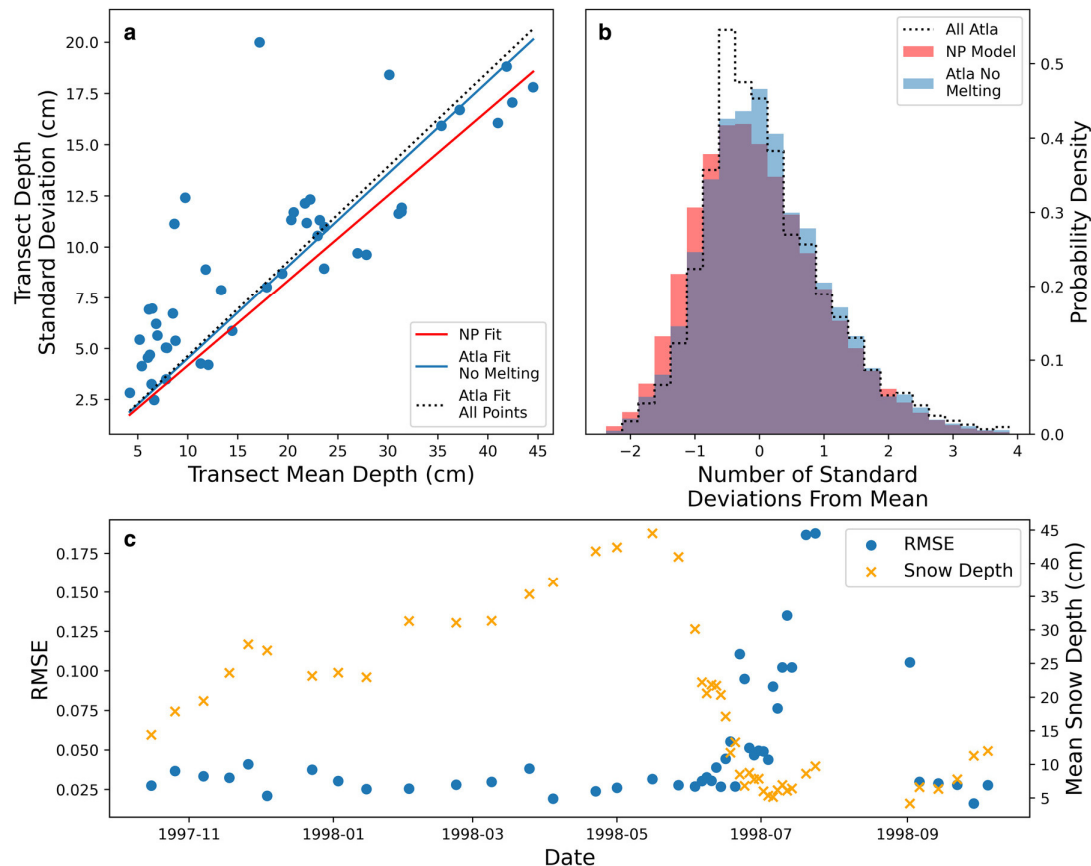 a
20.0
17.5
15.0
12.5
10.0
7.5
5.0
2.5
Transect Depth
Standard Deviation (cm)
NP Fit
Atla Fit
No Melting
Atla Fit
All Points
5
10
15
20
25
30
35
40
45
Transect Mean Depth (cm)
b
All Atla
NP Model
Atla No
Melting
0.5
0.4
0.3
0.2
0.1
0.0
Probability Density
−2
−1
0
1
2
3
4
Number of Standard
Deviations From Mean
c
RMSE
Snow Depth
0.175
0.150
0.125
0.100
0.075
0.050
0.025
RMSE
45
40
35
30
25
20
15
10
5
Mean Snow Depth (cm)
1997-11
1998-01
1998-03
1998-05
1998-07
1998-09
Date